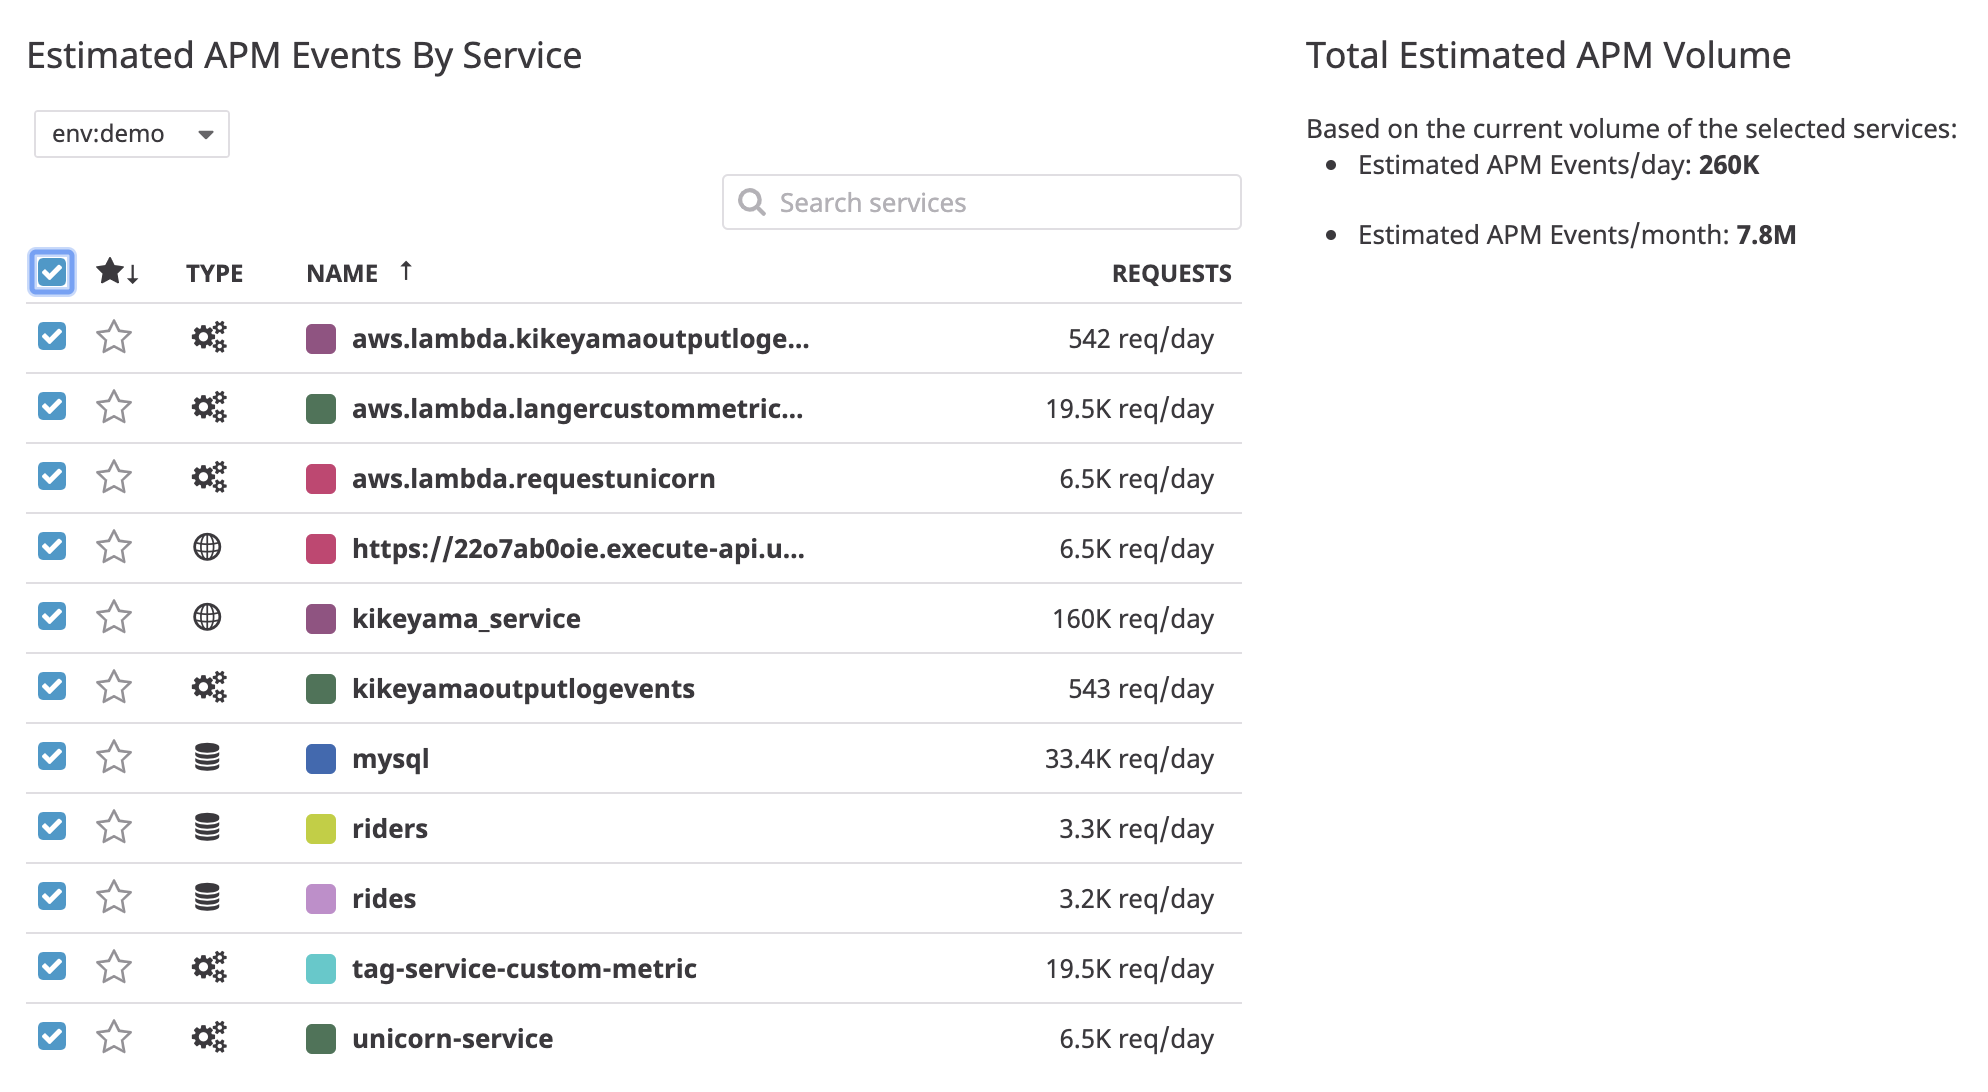 Estimated APM Events By Service
env:demo
Search services
TYPE NAME ↑ REQUESTS
aws.lambda.kikeyamaoutputloge... 542 req/day
aws.lambda.langercustommetric... 19.5K req/day
aws.lambda.requestunicorn 6.5K req/day
https://22o7ab0oie.execute-api.u... 6.5K req/day
kikeyama_service 160K req/day
kikeyamaoutputlogevents 543 req/day
mysql 33.4K req/day
riders 3.3K req/day
rides 3.2K req/day
tag-service-custom-metric 19.5K req/day
unicorn-service 6.5K req/day
Total Estimated APM Volume
Based on the current volume of the selected services:
• Estimated APM Events/day: 260K
• Estimated APM Events/month: 7.8M